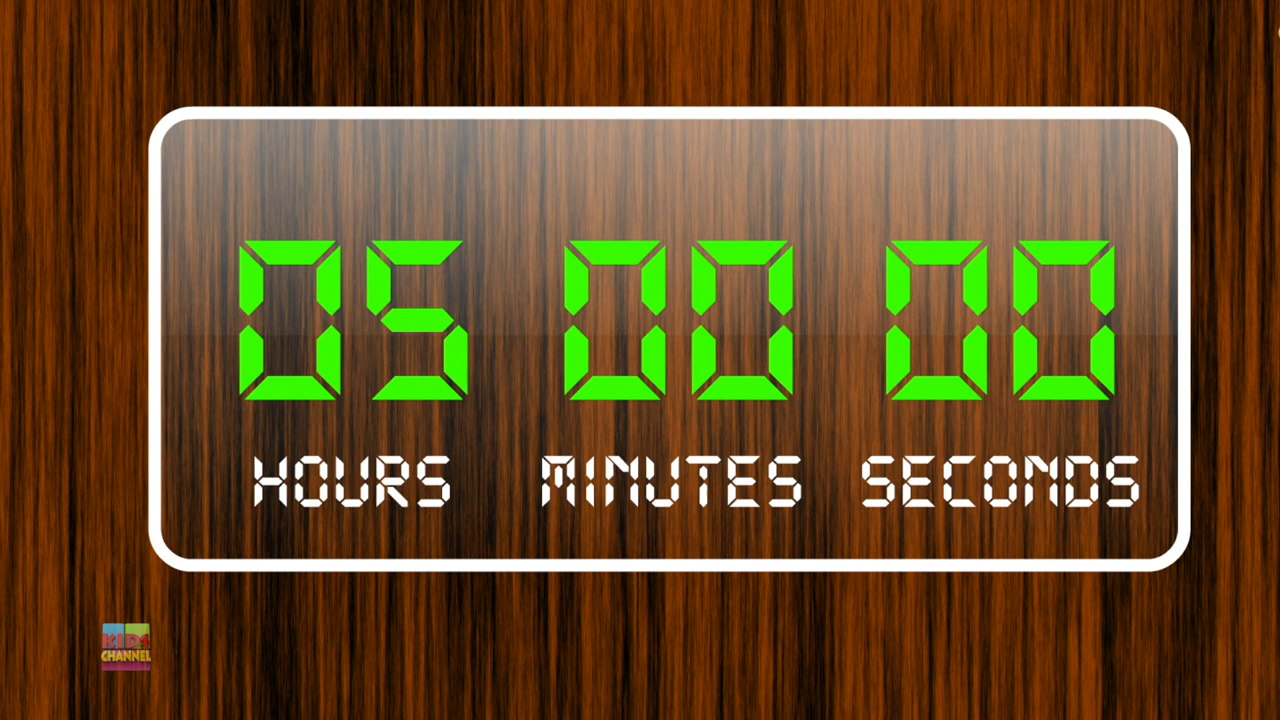 05 00 00
HOURS MINUTES SECONDS
KIDS
CHANNEL